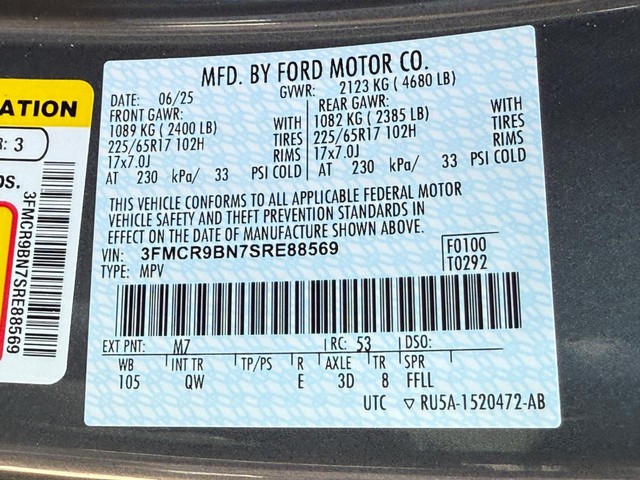 MFD. BY FORD MOTOR CO.
DATE: 06/25 GVWR: 2123 KG ( 4680 LB)
FRONT GAWR: REAR GAWR:
1089 KG ( 2400 LB) WITH 1082 KG ( 2385 LB) WITH
225/65R17 102H TIRES 225/65R17 102H TIRES
17x7.0J RIMS 17x7.0J RIMS
AT 230 kPa/ 33 PSI COLD AT 230 kPa/ 33 PSI COLD
THIS VEHICLE CONFORMS TO ALL APPLICABLE FEDERAL MOTOR
VEHICLE SAFETY AND THEFT PREVENTION STANDARDS IN
EFFECT ON THE DATE OF MANUFACTURE SHOWN ABOVE.
VIN: 3FMCR9BN7SRE88569 F0100
TYPE: MPV T0292
EXT PNT: M7 RC: 53 DSO:
WB INT TR TP/PS R AXLE TR SPR
105 QW E 3D 8 FFLL
UTC ▽ RU5A-1520472-AB
ATION
R: 3
os.
3FMCR9BN7SRE88569